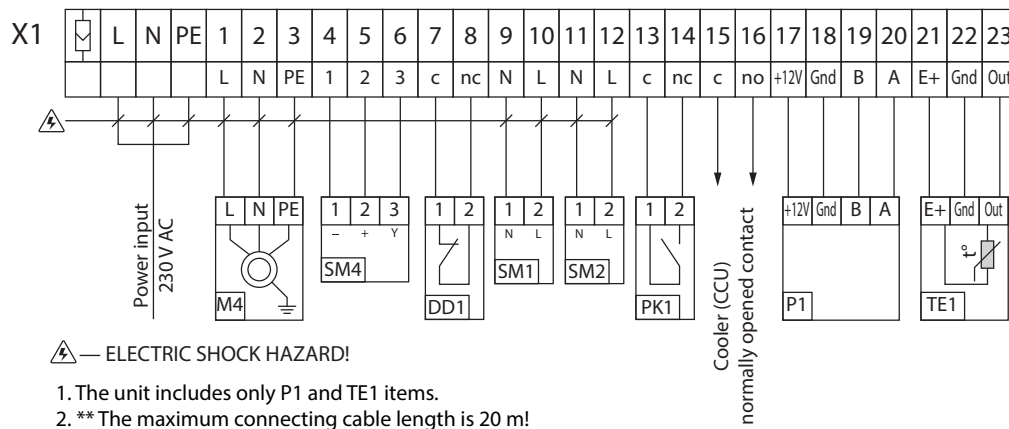 X1 L N PE 1 2 3 4 5 6 7 8 9 10 11 12 13 14 15 16 17 18 19 20 21 22 23
L N PE 1 2 3 c nc N L N L c nc c no +12V Gnd B A E+ Gnd Out
Power input
230 V AC
L N PE
M4
1 2 3
– + Y
SM4
1 2
DD1
1 2
N L
SM1
1 2
N L
SM2
1 2
PK1
Cooler (CCU)
normally opened contact
+12V Gnd B A
P1
E+ Gnd Out
t°
TE1
— ELECTRIC SHOCK HAZARD!
1. The unit includes only P1 and TE1 items.
2. ** The maximum connecting cable length is 20 m!